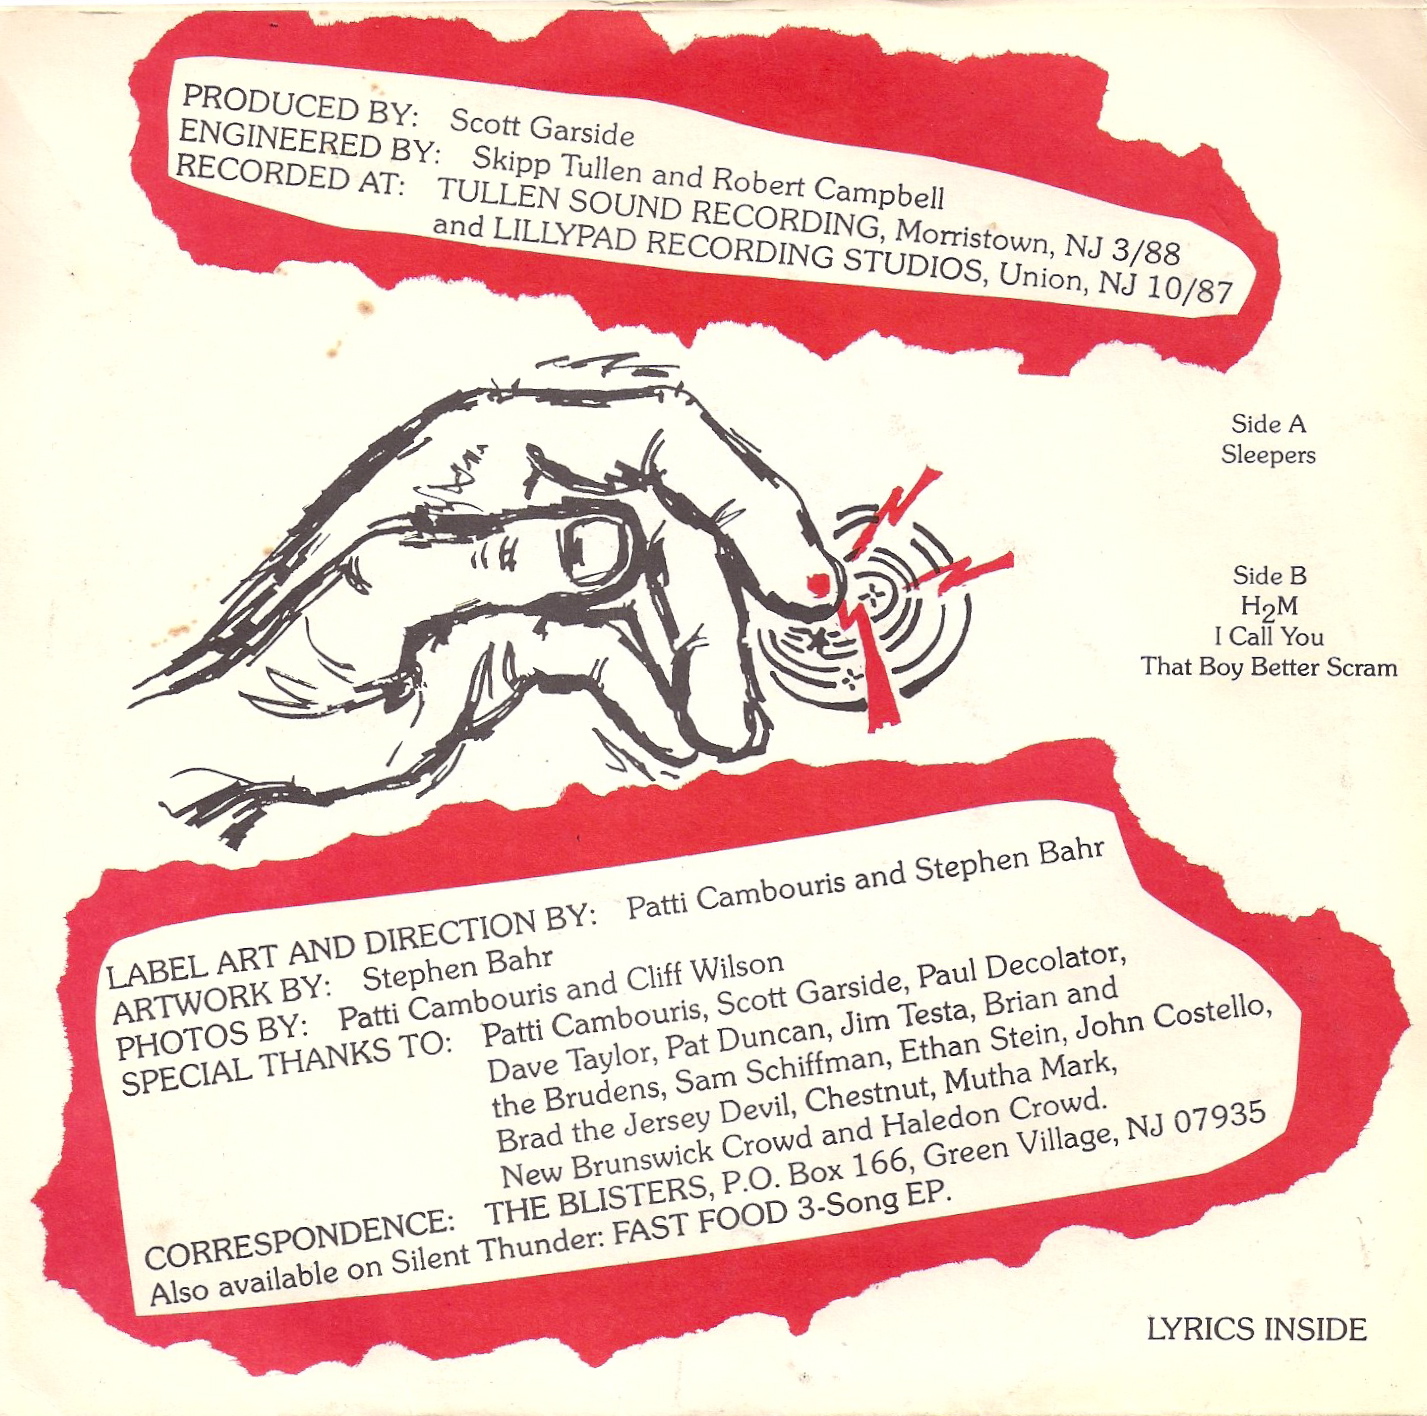 PRODUCED BY: Scott Garside
ENGINEERED BY: Skipp Tullen and Robert Campbell
RECORDED AT: TULLEN SOUND RECORDING, Morristown, NJ 3/88
and LILLYPAD RECORDING STUDIOS, Union, NJ 10/87
Side A
Sleepers
Side B
H2M
I Call You
That Boy Better Scram
LABEL ART AND DIRECTION BY: Patti Cambouris and Stephen Bahr
ARTWORK BY: Stephen Bahr
PHOTOS BY: Patti Cambouris and Cliff Wilson
SPECIAL THANKS TO: Patti Cambouris, Scott Garside, Paul Decolator,
Dave Taylor, Pat Duncan, Jim Testa, Brian and
the Brudens, Sam Schiffman, Ethan Stein, John Costello,
Brad the Jersey Devil, Chestnut, Mutha Mark,
New Brunswick Crowd and Haledon Crowd.
CORRESPONDENCE: THE BLISTERS, P.O. Box 166, Green Village, NJ 07935
Also available on Silent Thunder: FAST FOOD 3-Song EP.
LYRICS INSIDE